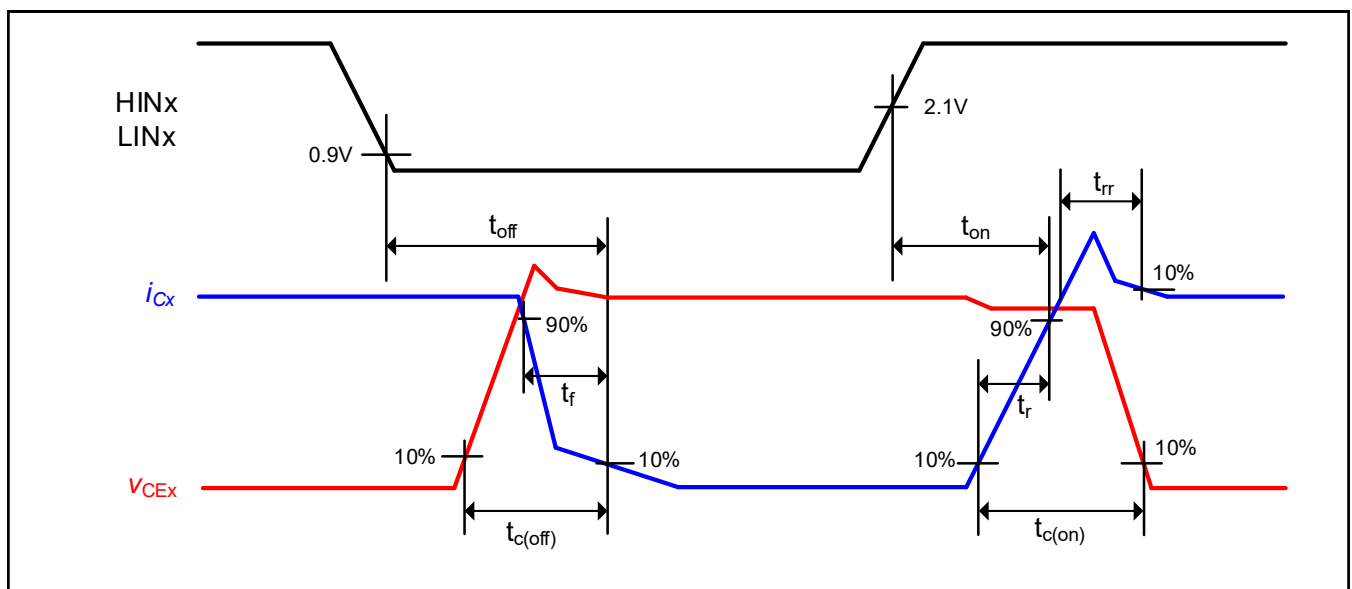 HINx
LINx
0.9V
2.1V
trr
toff
ton
iCx
90%
10%
90%
tf
tr
10%
10%
10%
10%
vCEx
tc(off)
tc(on)